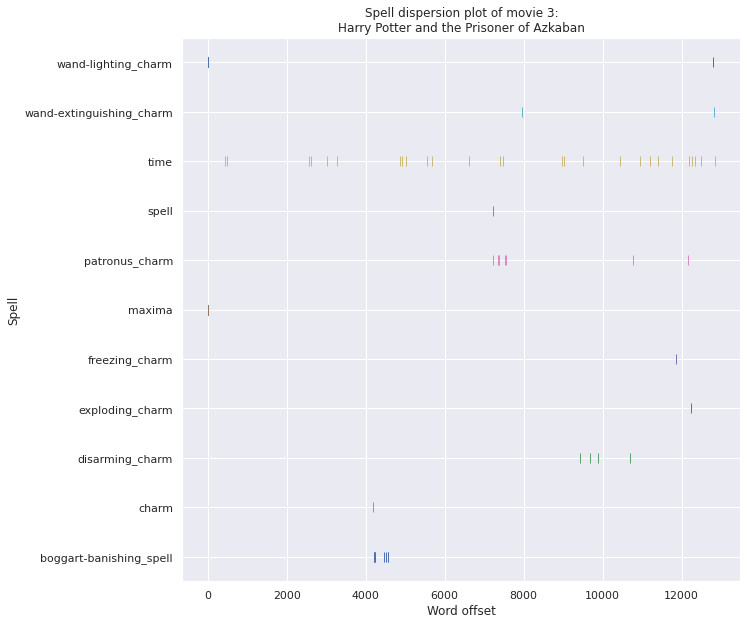 Spell dispersion plot of movie 3:
Harry Potter and the Prisoner of Azkaban
Spell
wand-lighting_charm
wand-extinguishing_charm
time
spell
patronus_charm
maxima
freezing_charm
exploding_charm
disarming_charm
charm
boggart-banishing_spell
0 2000 4000 6000 8000 10000 12000
Word offset